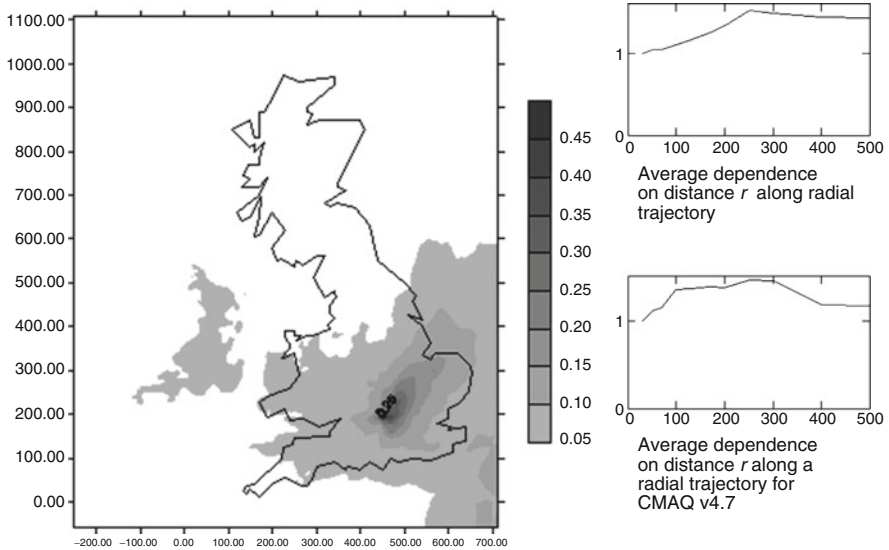 1100.00
1000.00
900.00
800.00
700.00
600.00
500.00
400.00
300.00
200.00
100.00
0.00
−200.00 −100.00 0.00 100.00 200.00 300.00 400.00 500.00 600.00 700.00
0.45
0.40
0.35
0.30
0.25
0.20
0.15
0.10
0.05
1
0
0 100 200 300 400 500
Average dependence
on distance r along radial
trajectory
1
0
0 100 200 300 400 500
Average dependence
on distance r along a
radial trajectory for
CMAQ v4.7